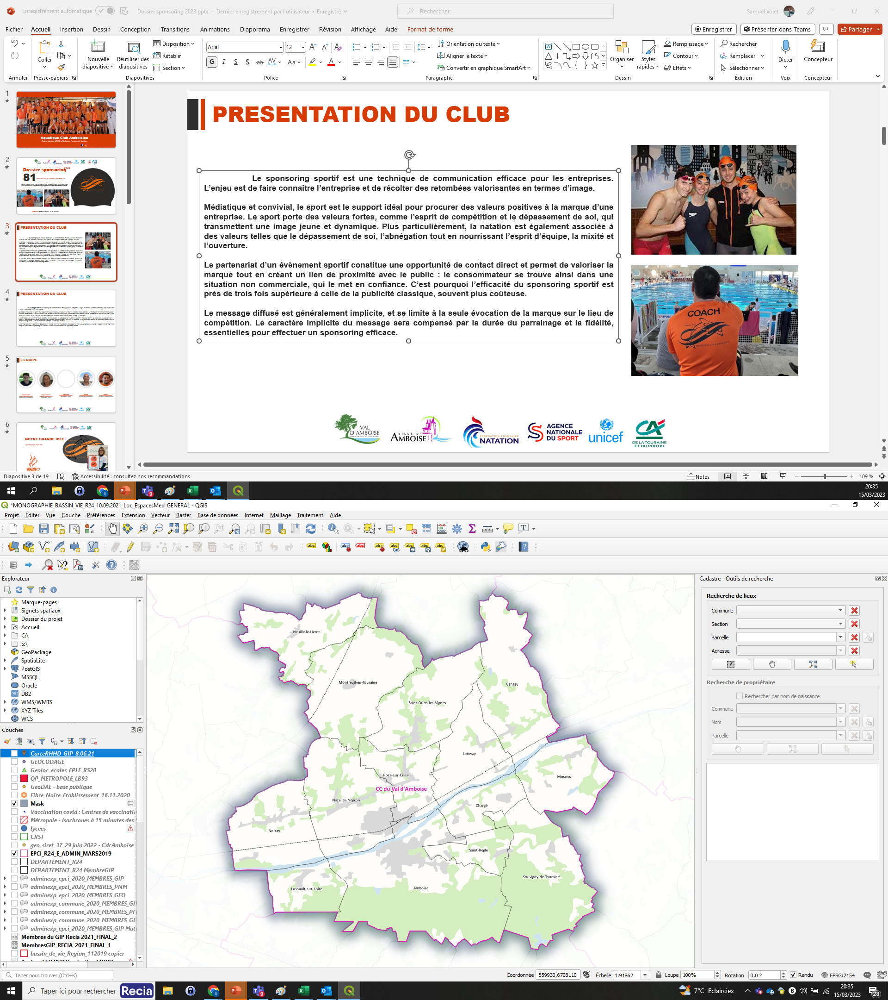 Enregistrement automatique
Dossier sponsoring 2023.pptx - Dernier enregistrement par l'utilisateur • Enregistré
Rechercher
Samuel Volet
Fichier Accueil Insertion Dessin Conception Transitions Animations Diaporama Enregistrer Révision Affichage Aide Format de forme
Enregistrer Présenter dans Teams Partager
Coller
Nouvelle diapositive
Réutiliser des diapositives
Disposition
Rétablir
Section
Arial 12
Orientation du texte
Aligner le texte
Convertir en graphique SmartArt
Organiser
Styles rapides
Remplissage
Contour
Effets
Rechercher
Remplacer
Sélectionner
Dicter
Concepteur
Annuler Presse-papiers Diapositives Police Paragraphe Dessin Édition Voix Concepteur
1
Aquatique Club Amboisien
2
Dossier sponsoring 2023
81
3
PRESENTATION DU CLUB
4
PRESENTATION DU CLUB
5
L'EQUIPE
6
NOTRE GRANDE IDÉE
PRESENTATION DU CLUB
Le sponsoring sportif est une technique de communication efficace pour les entreprises.
L'enjeu est de faire connaître l'entreprise et de récolter des retombées valorisantes en termes d'image.
Médiatique et convivial, le sport est le support idéal pour procurer des valeurs positives à la marque d'une
entreprise. Le sport porte des valeurs fortes, comme l'esprit de compétition et le dépassement de soi, qui
transmettent une image jeune et dynamique. Plus particulièrement, la natation est également associée à
des valeurs telles que le dépassement de soi, l'abnégation tout en nourrissant l'esprit d'équipe, la mixité et
l'ouverture.
Le partenariat d'un évènement sportif constitue une opportunité de contact direct et permet de valoriser la
marque tout en créant un lien de proximité avec le public : le consommateur se trouve ainsi dans une
situation non commerciale, qui le met en confiance. C'est pourquoi l'efficacité du sponsoring sportif est
près de trois fois supérieure à celle de la publicité classique, souvent plus coûteuse.
Le message diffusé est généralement implicite, et se limite à la seule évocation de la marque sur le lieu de
compétition. Le caractère implicite du message sera compensé par la durée du parrainage et la fidélité,
essentielles pour effectuer un sponsoring efficace.
COACH
AQUATIQUE CLUB AMBOISIEN
VAL D'AMBOISE
COMMUNAUTÉ DE COMMUNES
VILLE D'AMBOISE
FÉDÉRATION FRANÇAISE NATATION
AGENCE NATIONALE DU SPORT
unicef
CA
DE LA TOURAINE ET DU POITOU
Diapositive 3 de 19 Accessibilité : consultez nos recommandations
Notes 109 %
20:35
15/03/2023
*MONOGRAPHIE_BASSIN_VIE_R24_10.09.2021_Loc_EspacesMed_GENERAL - QGIS
Projet Éditer Vue Couche Préférences Extension Vecteur Raster Base de données Internet Maillage Traitement Aide
Explorateur
Marque-pages
Signets spatiaux
Dossier du projet
Accueil
C:\
S:\
GeoPackage
SpatiaLite
PostGIS
MSSQL
Oracle
DB2
WMS/WMTS
XYZ Tiles
WCS
Couches
CarteRHHD_GIP_8.06.21
GEOCODAGE
Geoloc_ecoles_EPLE_RS20
QP_METROPOLE_LB93
GeoDAE - base publique
Fibre_Noire_Etablissement_16.11.2020
Mask
Vaccination covid : Centres de vaccinatio
Métropole - Isochrones à 15 minutes des
lycees
CRST
geo_siret_37_29 juin 2022 - CdcAmboise
EPCI_R24_E_ADMIN_MARS2019
DEPARTEMENT_R24
DEPARTEMENT_R24 MembreGIP
adminexp_epci_2020_MEMBRES_GIP
adminexp_epci_2020_MEMBRES_PNM
adminexp_epci_2020_MEMBRES_GEO
adminexp_commune_2020_MEMBRES_GI
adminexp_commune_2020_MEMBRES_PI
adminexp_commune_2020_MEMBRES_GE
adminexp_epci_2020_MEMBRES_GIP Mut
Membres du GIP Recia 2021_FINAL_2
MembresGIP_RECIA_2021_FINAL_1
bassin_de_vie_Region_112019 copier
Neuillé-le-Lierre
Montreuil-en-Touraine
Cangey
Saint-Ouen-les-Vignes
Limeray
Pocé-sur-Cisse
Mosnes
CC du Val d'Amboise
Nazelles-Négron
Chargé
Noizay
Saint-Règle
Souvigny-de-Touraine
Lussault-sur-Loire
Amboise
Cadastre - Outils de recherche
Recherche de lieux
Commune
Section
Parcelle
Adresse
Recherche de propriétaire
Rechercher par nom de naissance
Commune
Nom
Parcelle
Taper pour trouver (Ctrl+K)
Coordonnée 559930,6708110 Échelle 1:91862 Loupe 100% Rotation 0,0 ° Rendu EPSG:2154
Taper ici pour rechercher Recia
7°C Eclaircies
20:35
15/03/2023
28